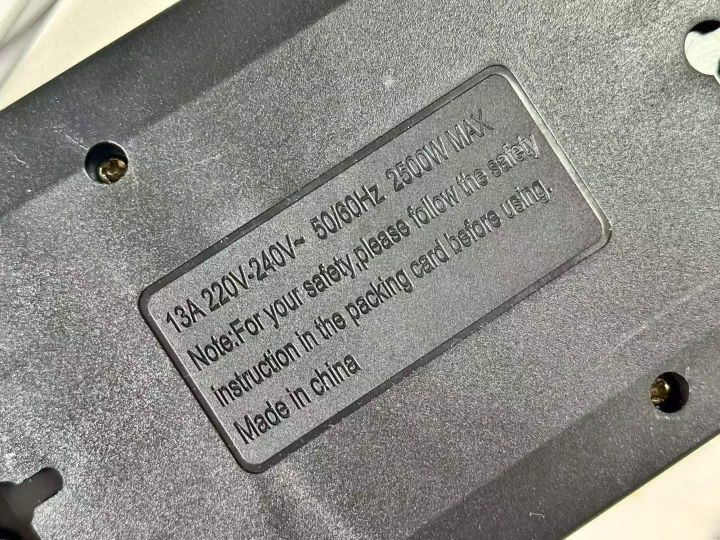 13A 220V-240V~ 50/60Hz 2500W MAX
Note:For your safety,please follow the safety
instruction in the packing card before using.
Made in china